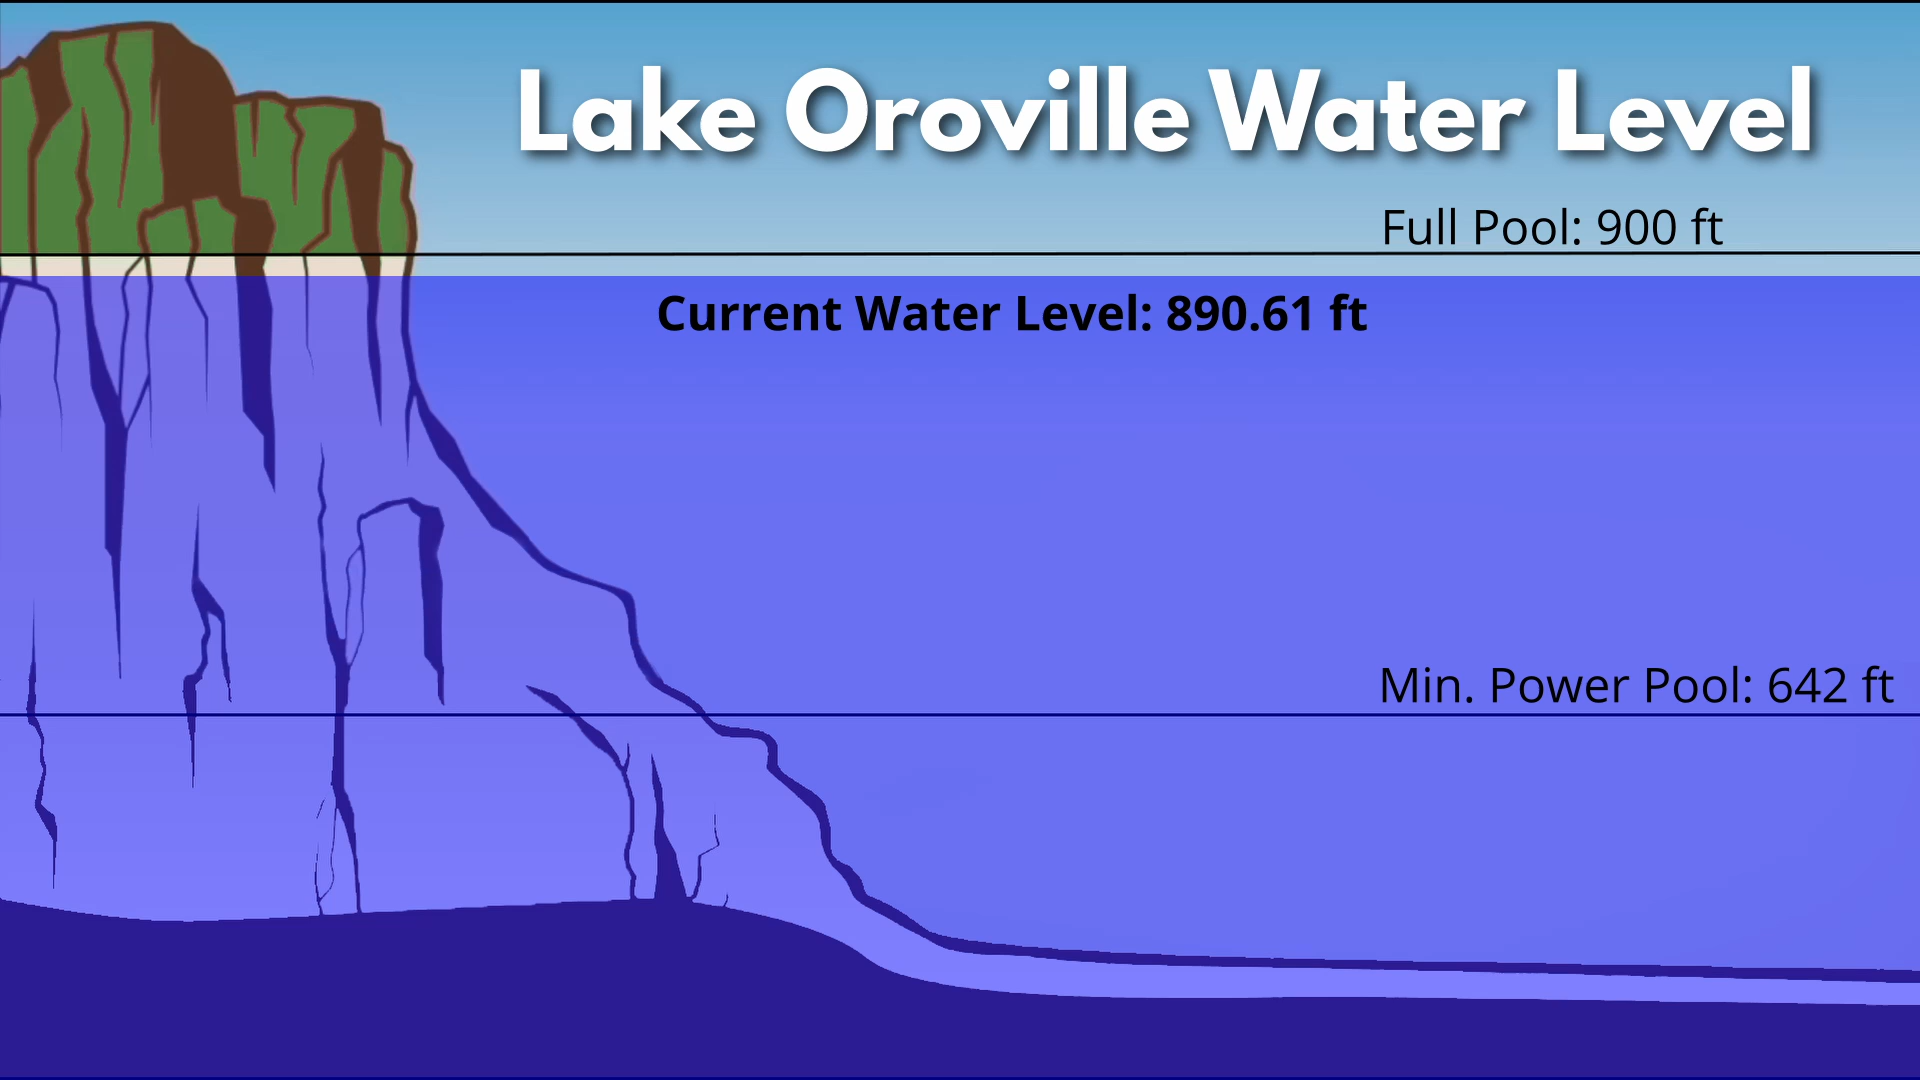 Lake Oroville Water Level
Full Pool: 900 ft
Current Water Level: 890.61 ft
Min. Power Pool: 642 ft